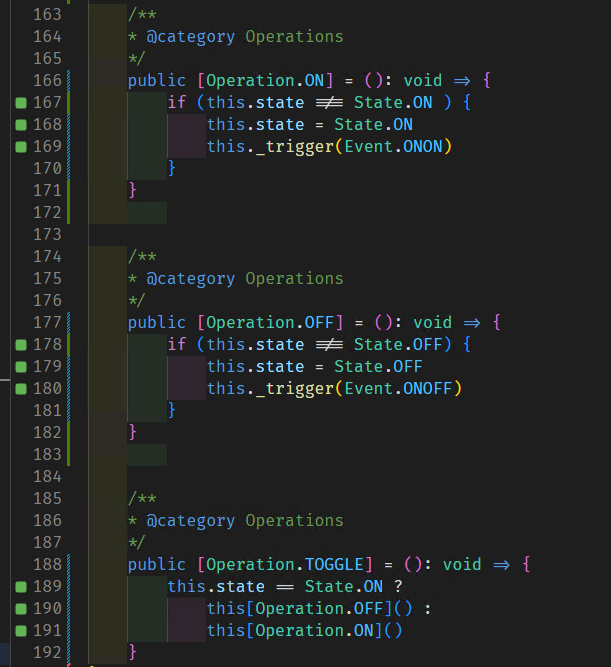 163 /**
164 * @category Operations
165 */
166 public [Operation.ON] = (): void => {
167 if (this.state !== State.ON ) {
168 this.state = State.ON
169 this._trigger(Event.ONON)
170 }
171 }
172
173
174 /**
175 * @category Operations
176 */
177 public [Operation.OFF] = (): void => {
178 if (this.state !== State.OFF) {
179 this.state = State.OFF
180 this._trigger(Event.ONOFF)
181 }
182 }
183
184
185 /**
186 * @category Operations
187 */
188 public [Operation.TOGGLE] = (): void => {
189 this.state == State.ON ?
190 this[Operation.OFF]() :
191 this[Operation.ON]()
192 }